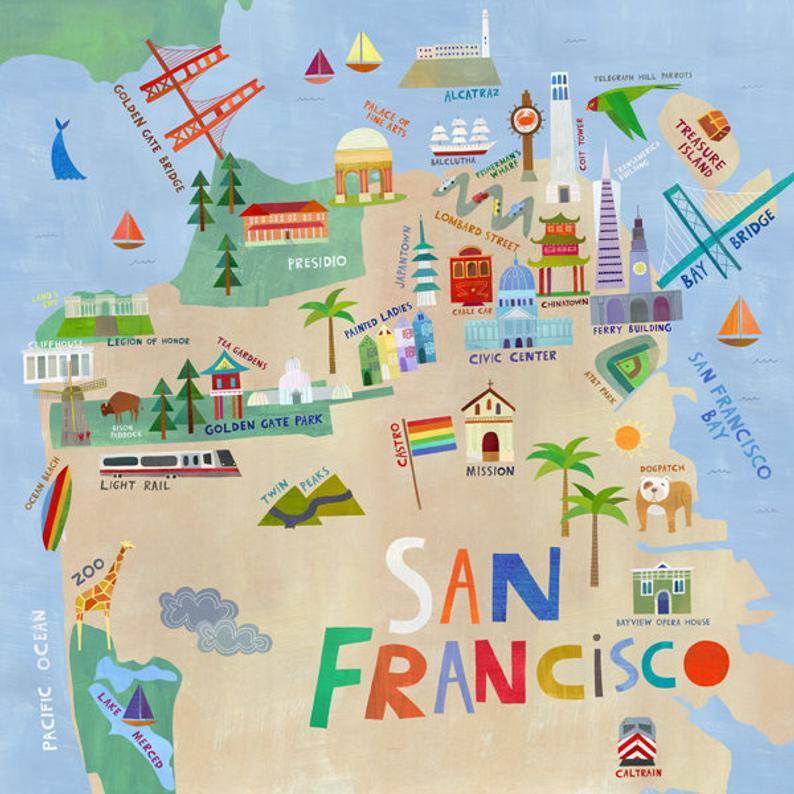 ALCATRAZ
GOLDEN GATE BRIDGE
PALACE OF
FINE ARTS
BALCLUTHA
FISHERMAN'S
WHARF
COIT TOWER
TELEGRAPH HILL PARROTS
TRANSAMERICA
BUILDING
TREASURE
ISLAND
BAY BRIDGE
LOMBARD STREET
PRESIDIO
JAPANTOWN
CABLE CAR
CHINATOWN
FERRY BUILDING
LANDS
END
LEGION OF HONOR
CLIFFHOUSE
TEA GARDENS
PAINTED LADIES
CIVIC CENTER
AT&T PARK
SAN FRANCISCO
BAY
BISON
PADDOCK
GOLDEN GATE PARK
CASTRO
MISSION
LIGHT RAIL
OCEAN BEACH
TWIN PEAKS
DOGPATCH
ZOO
SAN
FRANCISCO
BAYVIEW OPERA HOUSE
PACIFIC OCEAN
LAKE
MERCED
CALTRAIN